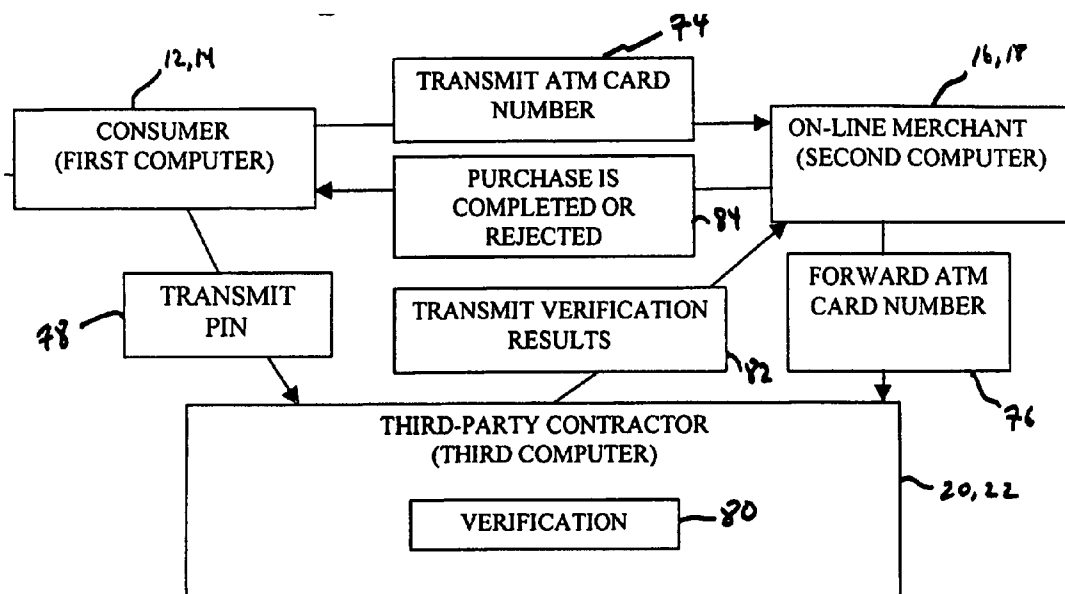 74
12,14
16,18
TRANSMIT ATM CARD
NUMBER
CONSUMER
(FIRST COMPUTER)
ON-LINE MERCHANT
(SECOND COMPUTER)
PURCHASE IS
COMPLETED OR
REJECTED
84
TRANSMIT
PIN
78
TRANSMIT VERIFICATION
RESULTS
82
FORWARD ATM
CARD NUMBER
76
THIRD-PARTY CONTRACTOR
(THIRD COMPUTER)
20,22
VERIFICATION
80